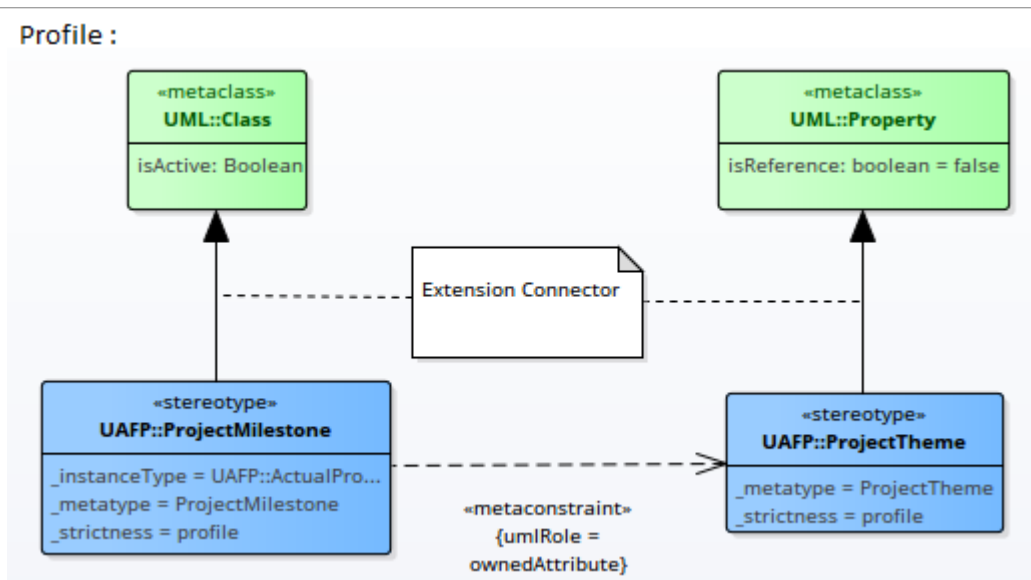 Profile :
«metaclass»
UML::Class
isActive: Boolean
«metaclass»
UML::Property
isReference: boolean = false
Extension Connector
«stereotype»
UAFP::ProjectMilestone
_instanceType = UAFP::ActualPro...
_metatype = ProjectMilestone
_strictness = profile
«metaconstraint»
{umlRole =
ownedAttribute}
«stereotype»
UAFP::ProjectTheme
_metatype = ProjectTheme
_strictness = profile